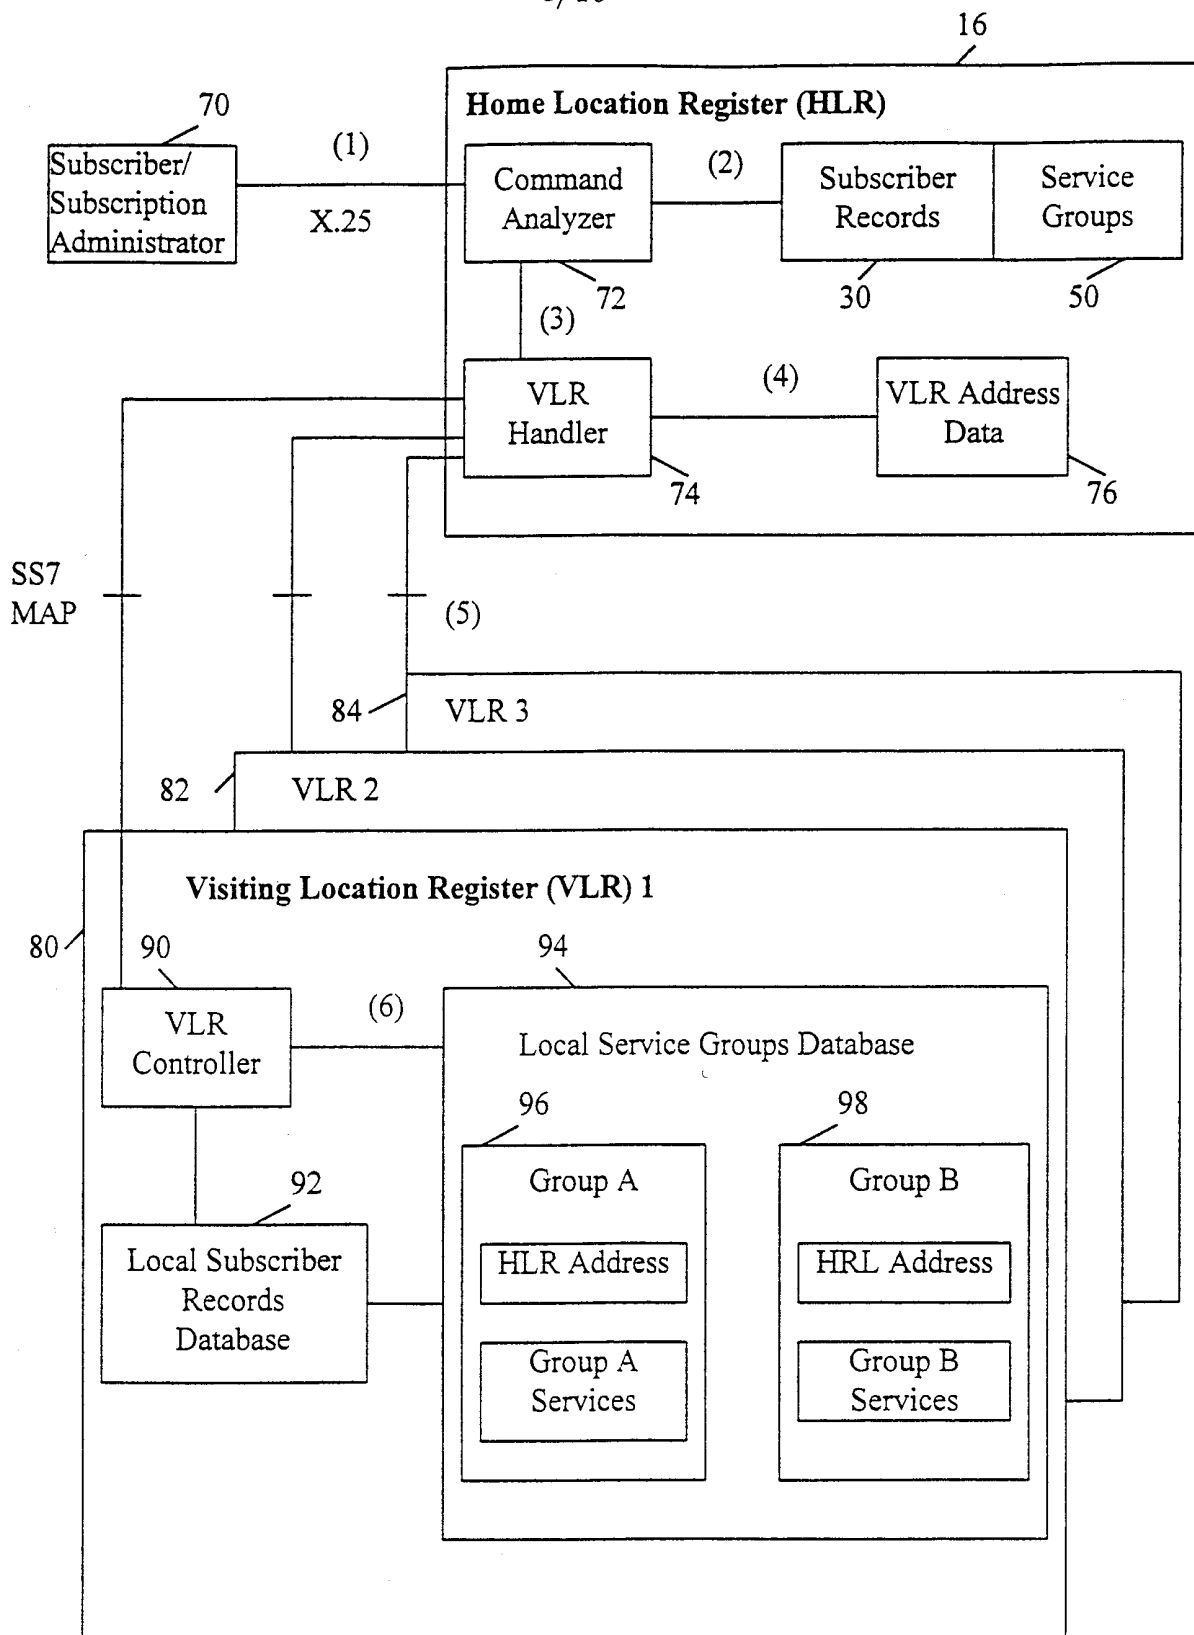 16
Home Location Register (HLR)
70
(1)
(2)
Subscriber/
Subscription
Administrator
X.25
Command
Analyzer
Subscriber
Records
Service
Groups
72
30
50
(3)
(4)
VLR
Handler
VLR Address
Data
74
76
SS7
MAP
(5)
84
VLR 3
82
VLR 2
Visiting Location Register (VLR) 1
80
90
94
(6)
VLR
Controller
Local Service Groups Database
96
98
Group A
Group B
92
HLR Address
HRL Address
Local Subscriber
Records
Database
Group A
Services
Group B
Services